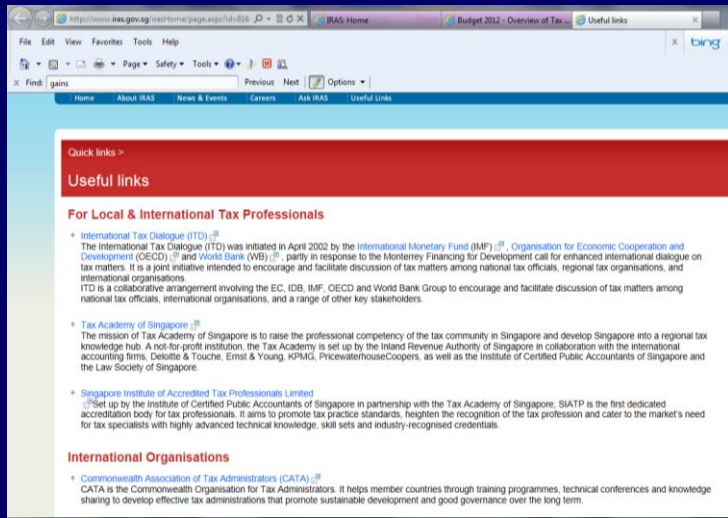 http://www.iras.gov.sg/irasHome/page.aspx?id=816
IRAS: Home
Budget 2012 - Overview of Tax ...
Useful links
File Edit View Favorites Tools Help
bing
Page Safety Tools
Find: gains Previous Next Options
Home About IRAS News & Events Careers Ask IRAS Useful Links
Quick links >
Useful links
For Local & International Tax Professionals
International Tax Dialogue (ITD)
The International Tax Dialogue (ITD) was initiated in April 2002 by the International Monetary Fund (IMF) , Organisation for Economic Cooperation and
Development (OECD) and World Bank (WB) , partly in response to the Monterrey Financing for Development call for enhanced international dialogue on
tax matters. It is a joint initiative intended to encourage and facilitate discussion of tax matters among national tax officials, regional tax organisations, and
international organisations.
ITD is a collaborative arrangement involving the EC, IDB, IMF, OECD and World Bank Group to encourage and facilitate discussion of tax matters among
national tax officials, international organisations, and a range of other key stakeholders.
Tax Academy of Singapore
The mission of Tax Academy of Singapore is to raise the professional competency of the tax community in Singapore and develop Singapore into a regional tax
knowledge hub. A not-for-profit institution, the Tax Academy is set up by the Inland Revenue Authority of Singapore in collaboration with the international
accounting firms, Deloitte & Touche, Ernst & Young, KPMG, PricewaterhouseCoopers, as well as the Institute of Certified Public Accountants of Singapore and
the Law Society of Singapore.
Singapore Institute of Accredited Tax Professionals Limited
Set up by the Institute of Certified Public Accountants of Singapore in partnership with the Tax Academy of Singapore, SIATP is the first dedicated
accreditation body for tax professionals. It aims to promote tax practice standards, heighten the recognition of the tax profession and cater to the market's need
for tax specialists with highly advanced technical knowledge, skill sets and industry-recognised credentials.
International Organisations
Commonwealth Association of Tax Administrators (CATA)
CATA is the Commonwealth Organisation for Tax Administrators. It helps member countries through training programmes, technical conferences and knowledge
sharing to develop effective tax administrations that promote sustainable development and good governance over the long term.